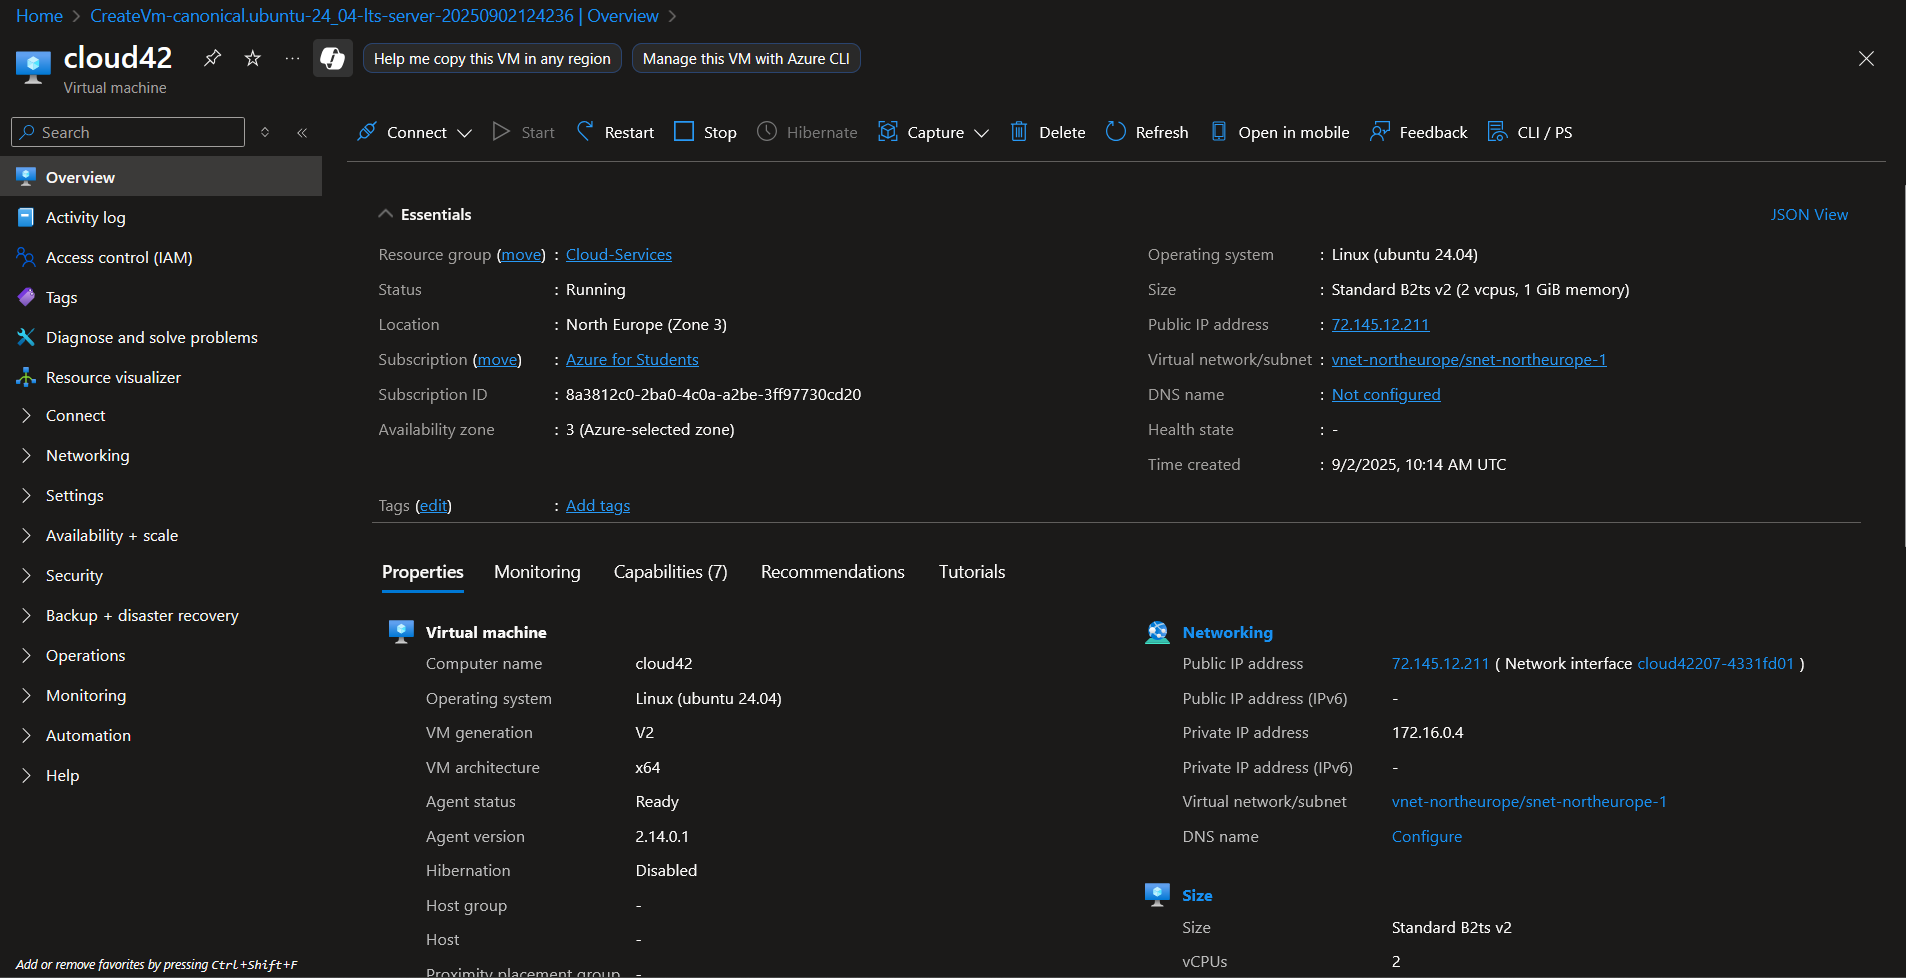 Home > CreateVm-canonical.ubuntu-24_04-lts-server-20250902124236 | Overview >
cloud42
Virtual machine
Help me copy this VM in any region
Manage this VM with Azure CLI
Search
Connect Start Restart Stop Hibernate Capture Delete Refresh Open in mobile Feedback CLI / PS
Overview
Activity log
Access control (IAM)
Tags
Diagnose and solve problems
Resource visualizer
Connect
Networking
Settings
Availability + scale
Security
Backup + disaster recovery
Operations
Monitoring
Automation
Help
Add or remove favorites by pressing Ctrl+Shift+F
Essentials
JSON View
Resource group (move) : Cloud-Services
Status : Running
Location : North Europe (Zone 3)
Subscription (move) : Azure for Students
Subscription ID : 8a3812c0-2ba0-4c0a-a2be-3ff97730cd20
Availability zone : 3 (Azure-selected zone)
Operating system : Linux (ubuntu 24.04)
Size : Standard B2ts v2 (2 vcpus, 1 GiB memory)
Public IP address : 72.145.12.211
Virtual network/subnet : vnet-northeurope/snet-northeurope-1
DNS name : Not configured
Health state : -
Time created : 9/2/2025, 10:14 AM UTC
Tags (edit) : Add tags
Properties Monitoring Capabilities (7) Recommendations Tutorials
Virtual machine
Computer name cloud42
Operating system Linux (ubuntu 24.04)
VM generation V2
VM architecture x64
Agent status Ready
Agent version 2.14.0.1
Hibernation Disabled
Host group -
Host -
Proximity placement group -
Networking
Public IP address 72.145.12.211 ( Network interface cloud42207-4331fd01 )
Public IP address (IPv6) -
Private IP address 172.16.0.4
Private IP address (IPv6) -
Virtual network/subnet vnet-northeurope/snet-northeurope-1
DNS name Configure
Size
Size Standard B2ts v2
vCPUs 2